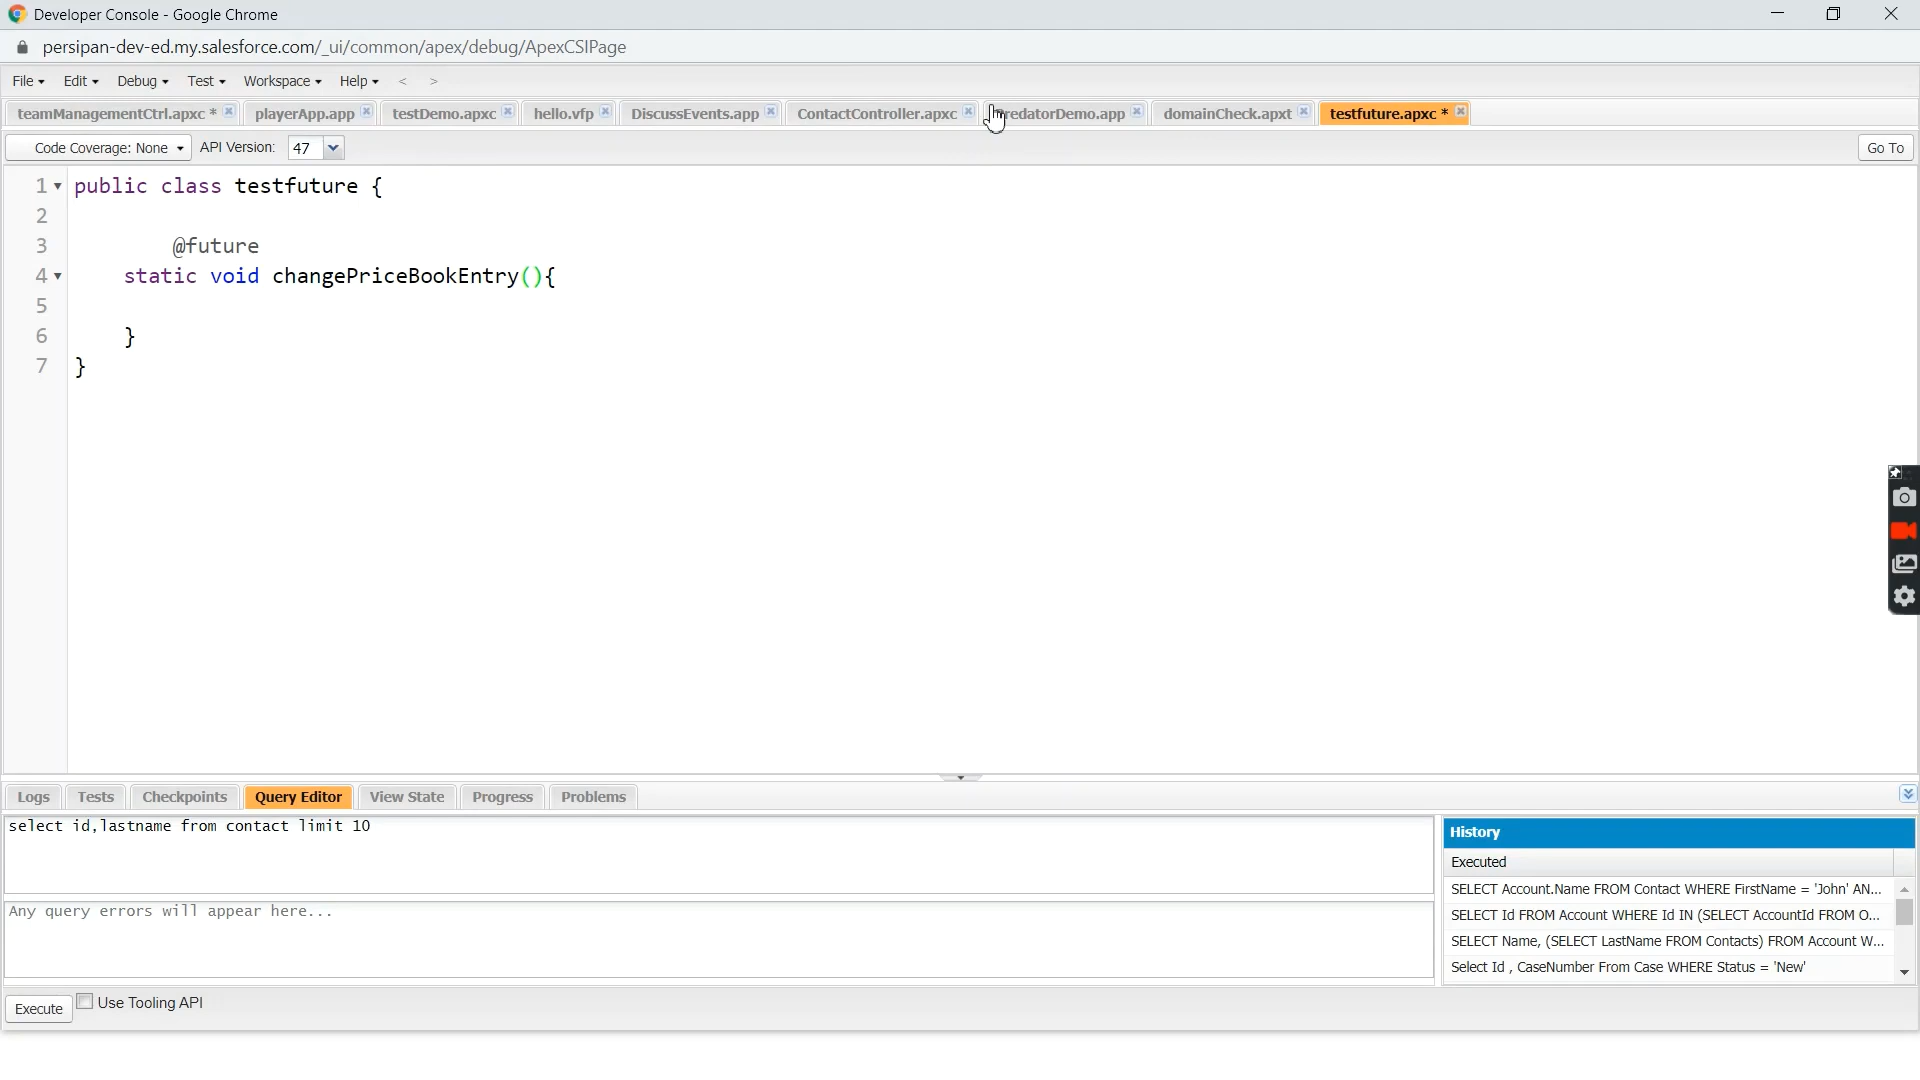 Developer Console - Google Chrome
persipan-dev-ed.my.salesforce.com/_ui/common/apex/debug/ApexCSIPage
File Edit Debug Test Workspace Help < >
teamManagementCtrl.apxc * playerApp.app testDemo.apxc hello.vfp DiscussEvents.app ContactController.apxc redatorDemo.app domainCheck.apxt testfuture.apxc *
Code Coverage: None API Version: 47 Go To
1 public class testfuture {
2
3 @future
4 static void changePriceBookEntry(){
5
6 }
7 }
Logs Tests Checkpoints Query Editor View State Progress Problems
select id,lastname from contact limit 10
Any query errors will appear here...
History
Executed
SELECT Account.Name FROM Contact WHERE FirstName = 'John' AN...
SELECT Id FROM Account WHERE Id IN (SELECT AccountId FROM O...
SELECT Name, (SELECT LastName FROM Contacts) FROM Account W...
Select Id , CaseNumber From Case WHERE Status = 'New'
Execute Use Tooling API